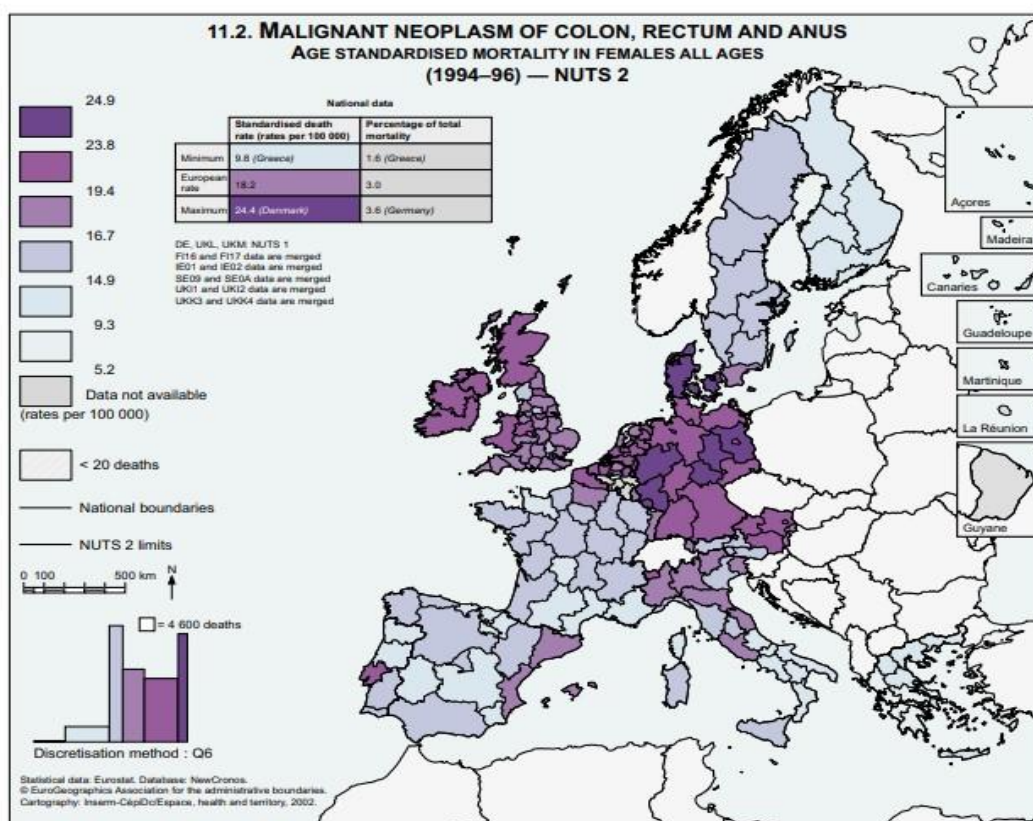 11.2. MALIGNANT NEOPLASM OF COLON, RECTUM AND ANUS
AGE STANDARDISED MORTALITY IN FEMALES ALL AGES
(1994–96) — NUTS 2
24.9
23.8
19.4
16.7
14.9
9.3
5.2
Data not available
(rates per 100 000)
< 20 deaths
National boundaries
NUTS 2 limits
0 100 500 km
N
= 4 600 deaths
Discretisation method : Q6
National data
Standardised death rate (rates per 100 000) Percentage of total mortality
Minimum 9.8 (Greece) 1.6 (Greece)
European rate 18.2 3.0
Maximum 24.4 (Danmark) 3.6 (Germany)
DE, UKL, UKM: NUTS 1
FI16 and FI17 data are merged
IE01 and IE02 data are merged
SE09 and SE0A data are merged
UKI1 and UKI2 data are merged
UKK3 and UKK4 data are merged
Açores
Madeira
Canaries
Guadeloupe
Martinique
La Réunion
Guyane
Statistical data: Eurostat. Database: NewCronos.
© EuroGeographics Association for the administrative boundaries.
Cartography: Inserm-CépiDc/Espace, health and territory, 2002.